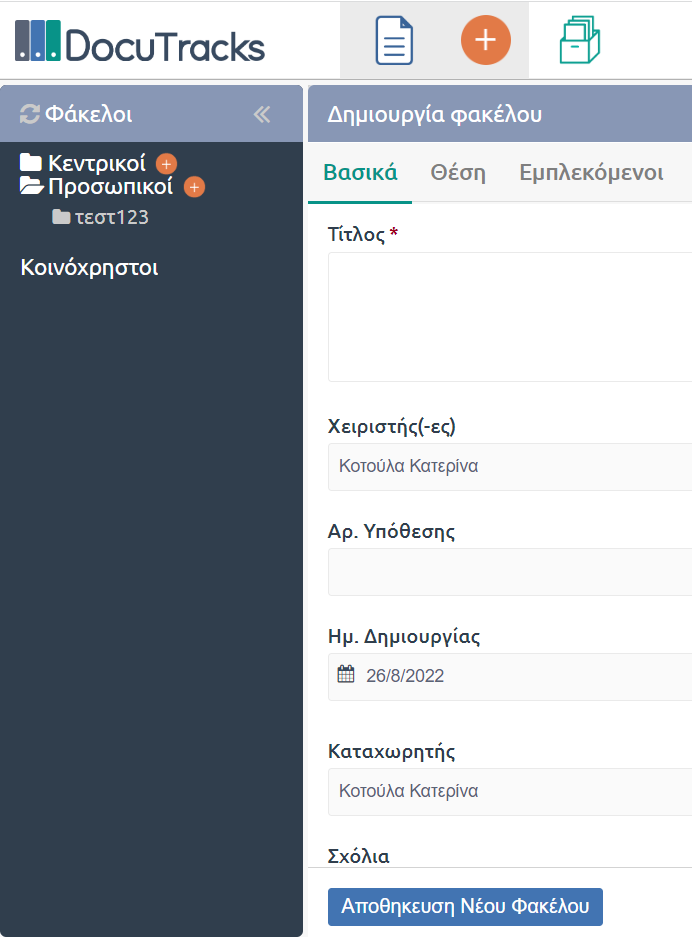 DocuTracks
Φάκελοι
Κεντρικοί
Προσωπικοί
τεστ123
Κοινόχρηστοι
Δημιουργία φακέλου
Βασικά Θέση Εμπλεκόμενοι
Τίτλος *
Χειριστής(-ες)
Κοτούλα Κατερίνα
Αρ. Υπόθεσης
Ημ. Δημιουργίας
26/8/2022
Καταχωρητής
Κοτούλα Κατερίνα
Σχόλια
Αποθηκευση Νέου Φακέλου